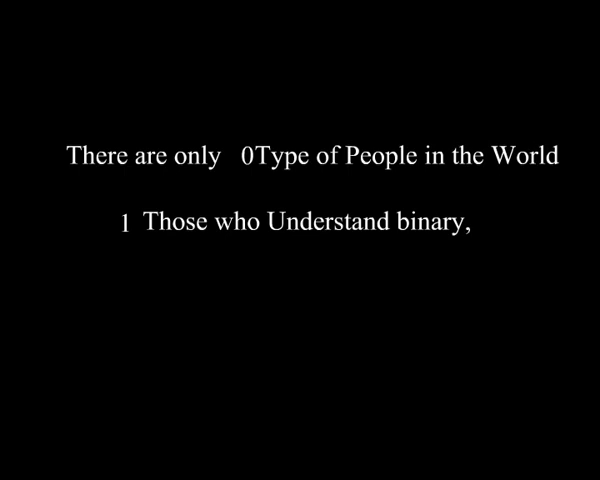 There are only 0Type of People in the World
1 Those who Understand binary,